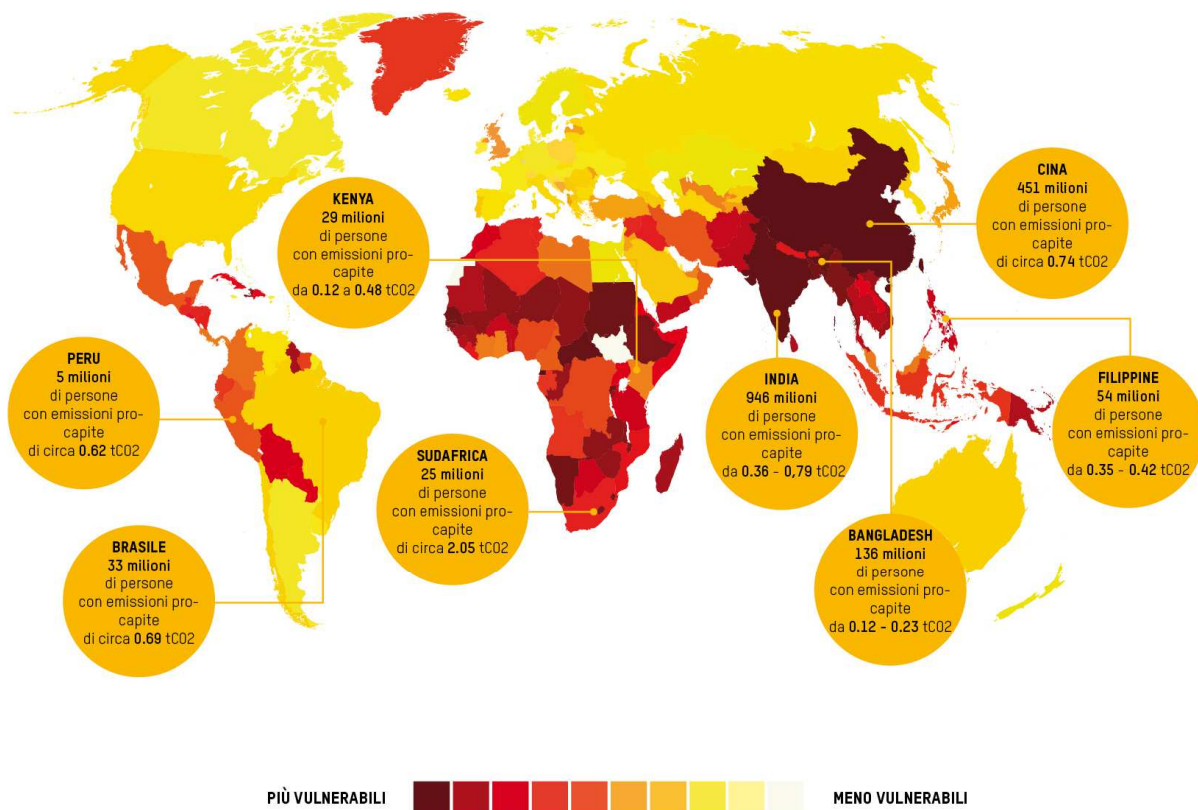 KENYA
29 milioni
di persone
con emissioni pro-
capite
da 0.12 a 0.48 tCO2
CINA
451 milioni
di persone
con emissioni pro-
capite
di circa 0.74 tCO2
PERU
5 milioni
di persone
con emissioni pro-
capite
di circa 0.62 tCO2
INDIA
946 milioni
di persone
con emissioni pro-
capite
da 0.36 - 0,79 tCO2
FILIPPINE
54 milioni
di persone
con emissioni pro-
capite
da 0.35 - 0.42 tCO2
SUDAFRICA
25 milioni
di persone
con emissioni pro-
capite
di circa 2.05 tCO2
BRASILE
33 milioni
di persone
con emissioni pro-
capite
di circa 0.69 tCO2
BANGLADESH
136 milioni
di persone
con emissioni pro-
capite
da 0.12 - 0.23 tCO2
PIÙ VULNERABILI
MENO VULNERABILI